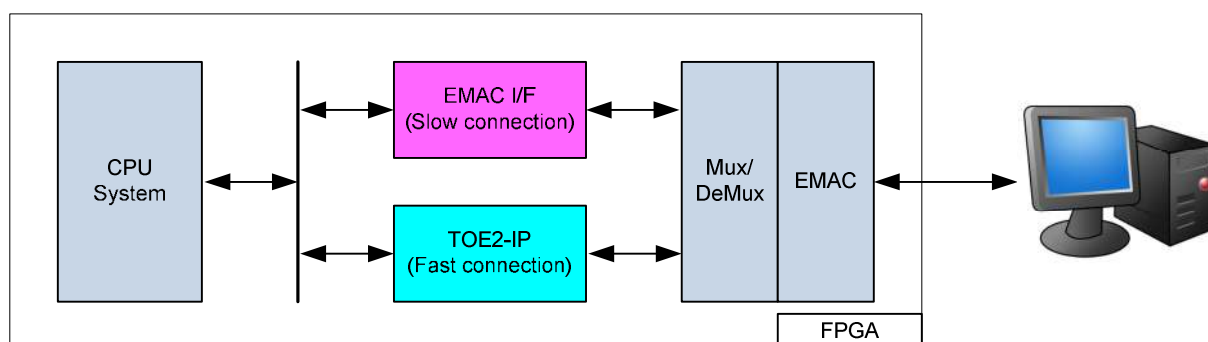 CPU
System
EMAC I/F
(Slow connection)
TOE2-IP
(Fast connection)
Mux/
DeMux
EMAC
FPGA